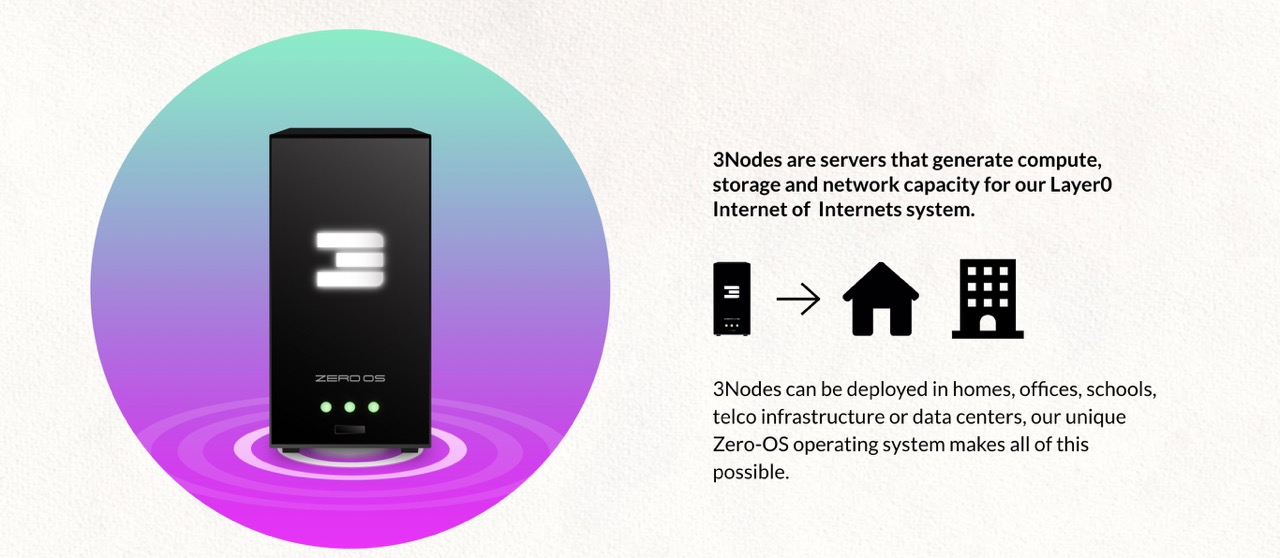 3
ZERO OS
3Nodes are servers that generate compute,
storage and network capacity for our Layer0
Internet of  Internets system.
3
3Nodes can be deployed in homes, offices, schools,
telco infrastructure or data centers, our unique
Zero-OS operating system makes all of this
possible.